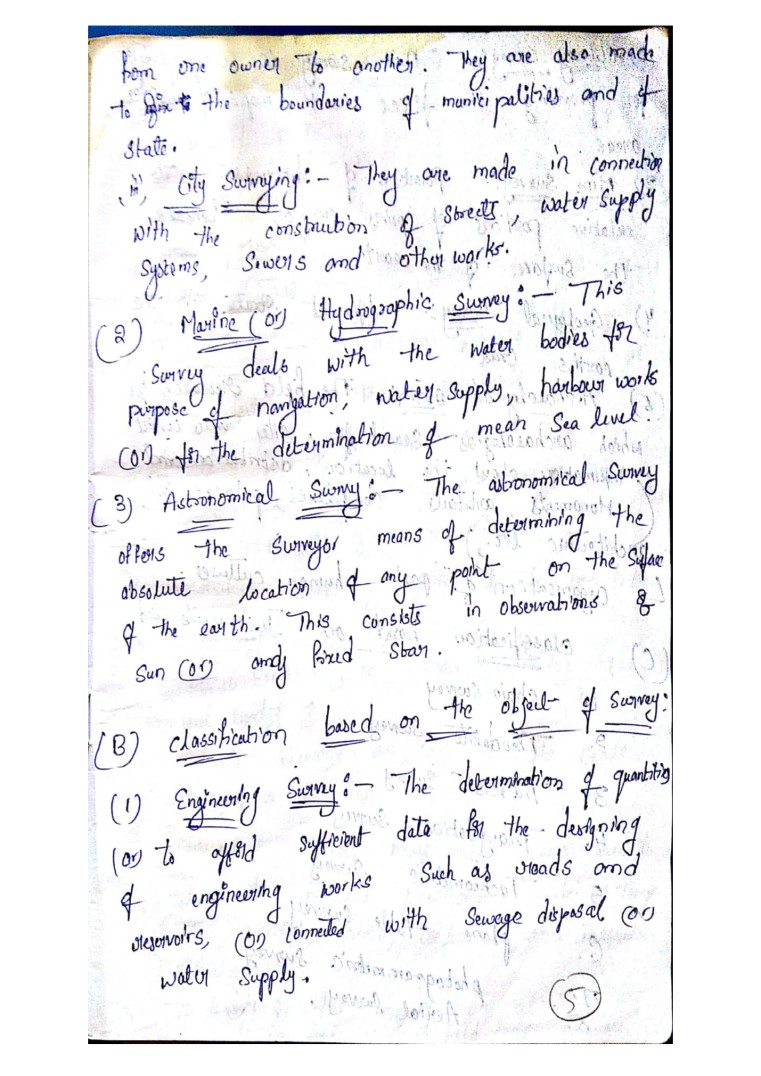 from one owner to another. They are also made
to fix the boundaries of municipalities and of
state.
(iii) City Surveying:- They are made in connection
with the construction of streets, water supply
Systems, Sewers and other works.
(2) Marine (or) Hydrographic Survey:- This
Survey deals with the water bodies for
purpose of navigation, water supply, harbour works
(or) for the determination of mean Sea level.
(3) Astronomical Survey:- The astronomical Survey
offers the Surveyor means of determining the
absolute location of any point on the Surface
of the earth. This consists in observations of
Sun (or) any fixed Star.
(B) classification based on the object of Survey:
(1) Engineering Survey:- The determination of quantities
(or) to afford sufficient data for the designing
of engineering works Such as roads and
reservoirs, (or) connected with Sewage disposal (or)
water Supply.
5